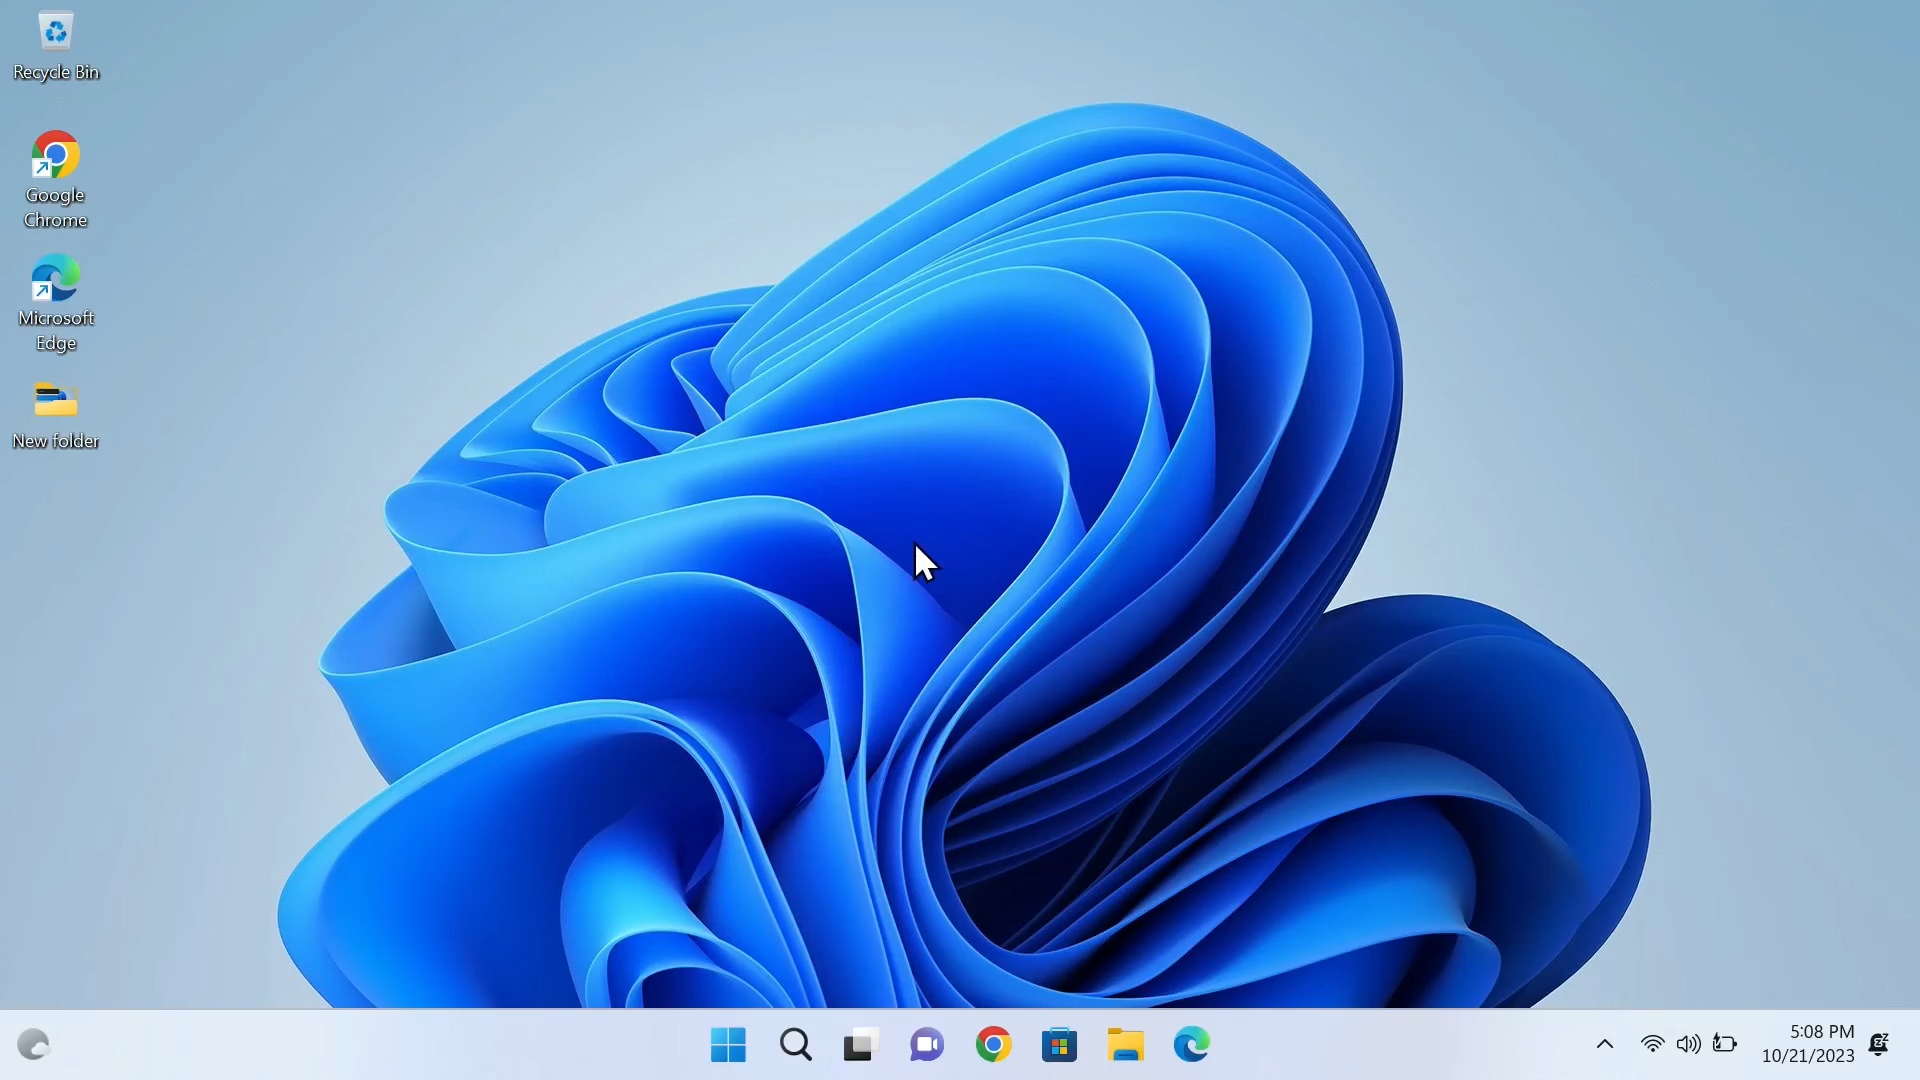 Recycle Bin
Google
Chrome
Microsoft
Edge
New folder
5:08 PM
10/21/2023